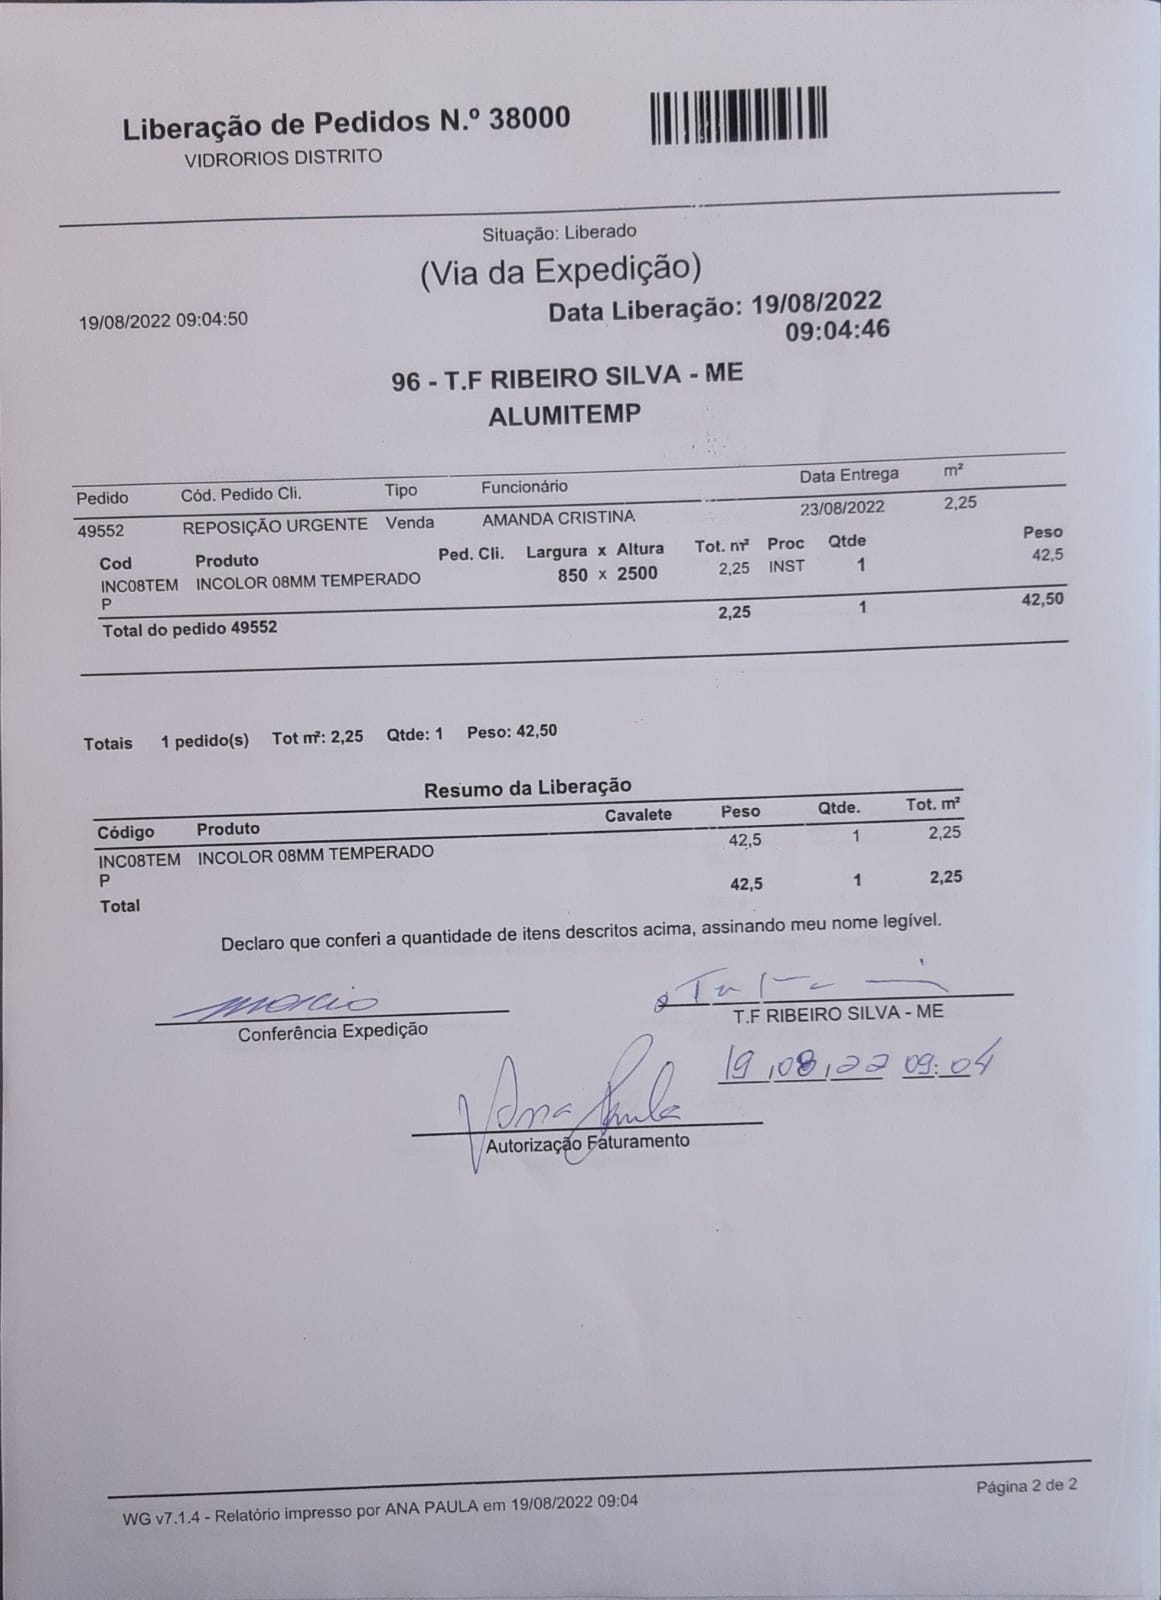 Liberação de Pedidos N.º 38000
VIDRORIOS DISTRITO
Situação: Liberado
(Via da Expedição)
19/08/2022 09:04:50
Data Liberação: 19/08/2022
09:04:46
96 - T.F RIBEIRO SILVA - ME
ALUMITEMP
Pedido Cód. Pedido Cli. Tipo Funcionário Data Entrega m²
49552 REPOSIÇÃO URGENTE Venda AMANDA CRISTINA 23/08/2022 2,25
Cod Produto Ped. Cli. Largura x Altura Tot. m² Proc Qtde Peso
INC08TEM INCOLOR 08MM TEMPERADO 850 x 2500 2,25 INST 1 42,5
P
Total do pedido 49552 2,25 1 42,50
Totais 1 pedido(s) Tot m²: 2,25 Qtde: 1 Peso: 42,50
Resumo da Liberação
Código Produto Cavalete Peso Qtde. Tot. m²
INC08TEM INCOLOR 08MM TEMPERADO 42,5 1 2,25
P
Total 42,5 1 2,25
Declaro que conferi a quantidade de itens descritos acima, assinando meu nome legível.
marcio
Conferência Expedição
T.F RIBEIRO SILVA - ME
19,08,22 09:04
Ana Paula
Autorização Faturamento
WG v7.1.4 - Relatório impresso por ANA PAULA em 19/08/2022 09:04
Página 2 de 2